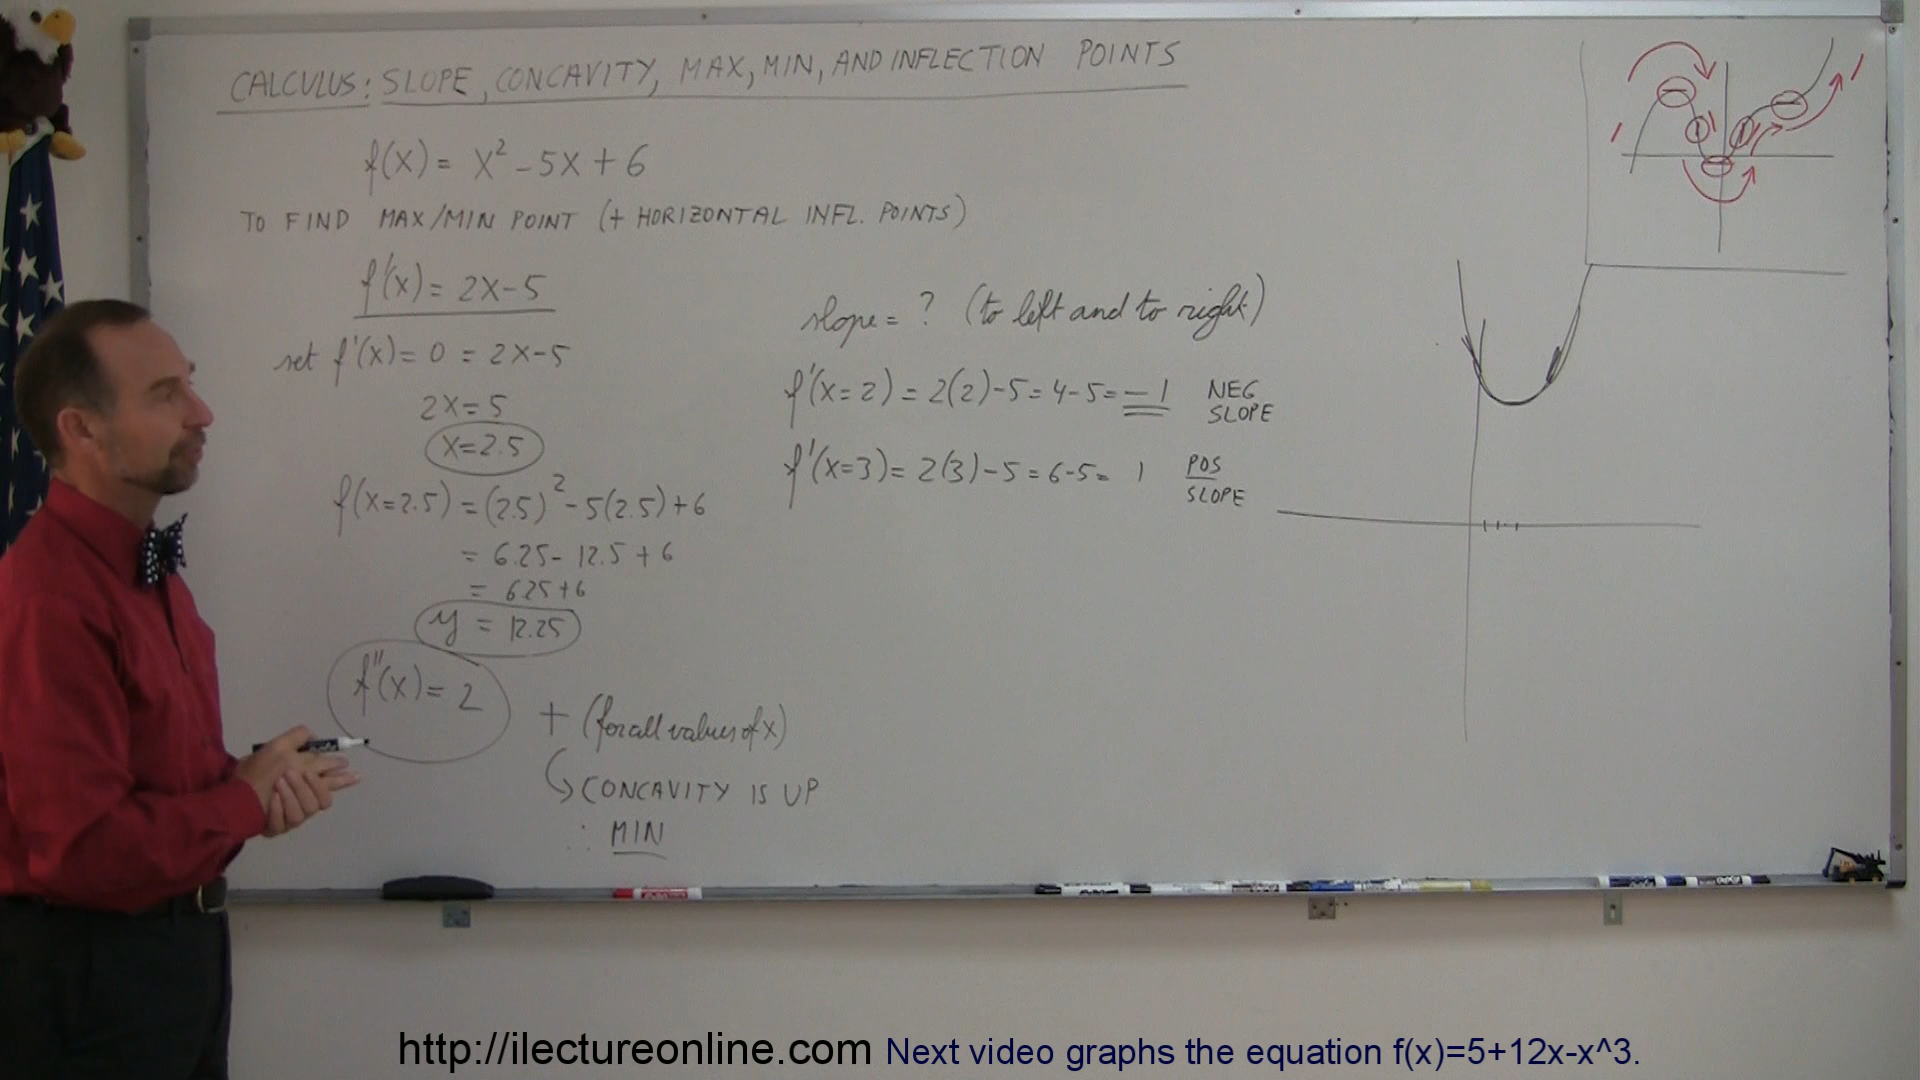 CALCULUS: SLOPE, CONCAVITY, MAX, MIN, AND INFLECTION POINTS
f(x) = x² - 5x + 6
TO FIND MAX/MIN POINT (+ HORIZONTAL INFL. POINTS)
f'(x) = 2x-5
set f'(x) = 0 = 2x-5
2x=5
x=2.5
f(x=2.5) = (2.5)² - 5(2.5) + 6
= 6.25 - 12.5 + 6
= 6.25+6
y = 12.25
f''(x) = 2
+ (for all values of x)
↳ CONCAVITY IS UP
∴ MIN
slope = ? (to left and to right)
f'(x=2) = 2(2)-5 = 4-5 = -1 NEG SLOPE
f'(x=3) = 2(3)-5 = 6-5 = 1 POS SLOPE
http://ilectureonline.com Next video graphs the equation f(x)=5+12x-x^3.